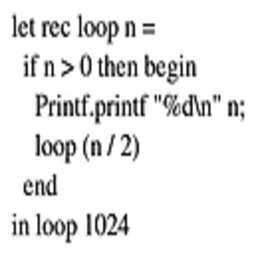 let rec loop n =
if n > 0 then begin
Printf.printf "%d\n" n;
loop (n / 2)
end
in loop 1024